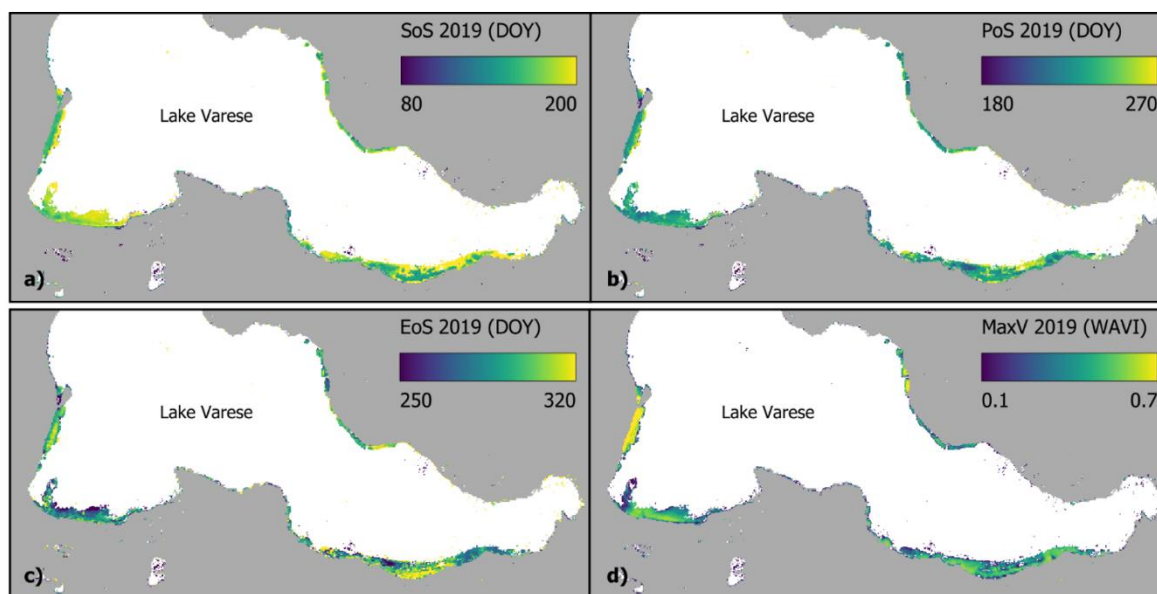 SoS 2019 (DOY)
80 200
Lake Varese
a)
PoS 2019 (DOY)
180 270
Lake Varese
b)
EoS 2019 (DOY)
250 320
Lake Varese
c)
MaxV 2019 (WAVI)
0.1 0.7
Lake Varese
d)